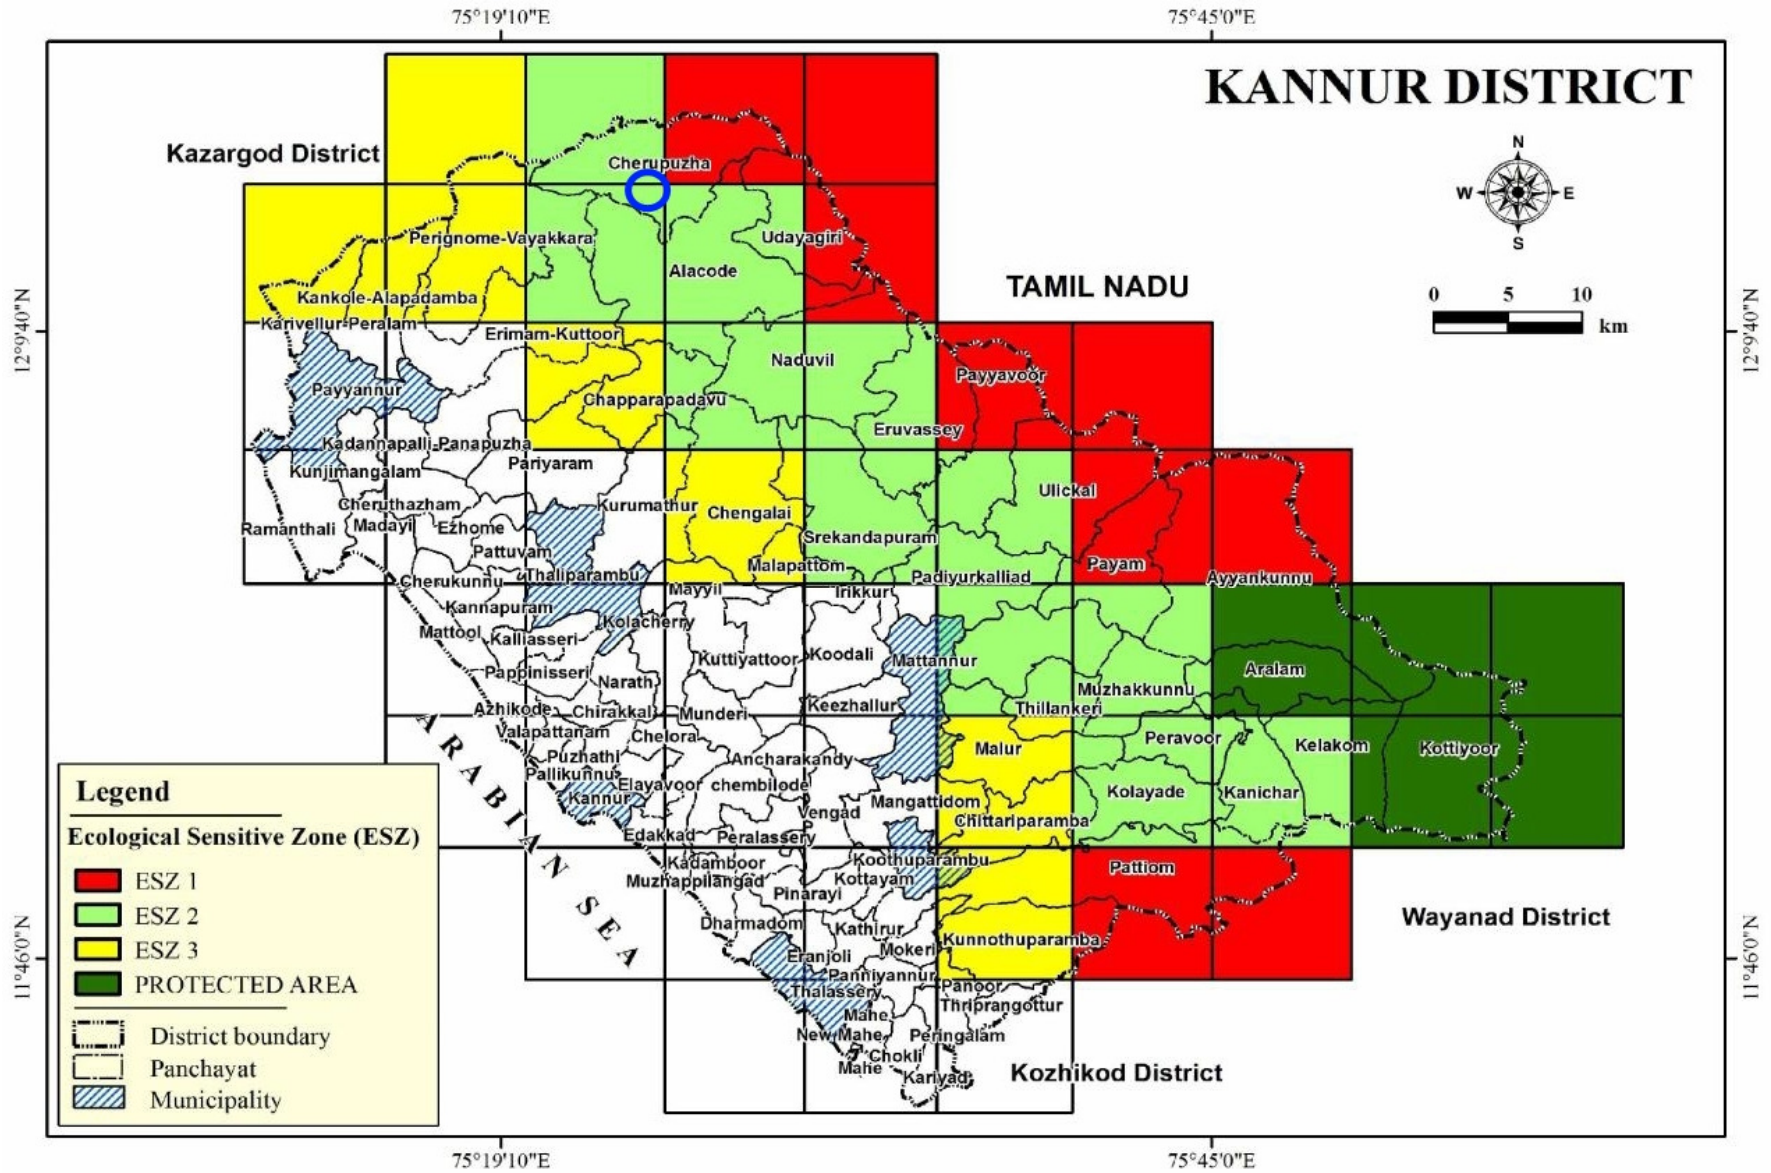 75°19'10"E
75°45'0"E
KANNUR DISTRICT
Kazargod District
N
W
E
S
TAMIL NADU
0 5 10
km
12°9'40"N
12°9'40"N
11°46'0"N
11°46'0"N
Cherupuzha
Perignome-Vayakkara
Udayagiri
Alacode
Kankole-Alapadamba
Karivellur-Peralam
Erimam-Kuttoor
Naduvil
Payyavoor
Payyannur
Chapparapadavu
Eruvassey
Kadannapalli-Panapuzha
Kunjimangalam
Pariyaram
Ulickal
Cheruthazham
Kurumathur
Chengalai
Ramanthali
Madayi
Ezhome
Srekandapuram
Pattuvam
Malapattom
Payam
Cherukunnu
Thaliparambu
Mayyil
Irikkur
Padiyurkalliad
Ayyankunnu
Kannapuram
Kolacherry
Mattool
Kalliasseri
Kuttiyattoor
Koodali
Mattannur
Aralam
Pappinisseri
Narath
Muzhakkunnu
Azhikode
Chirakkal
Munderi
Keezhallur
Thillankeri
Valapattanam
Chelora
Malur
Peravoor
Kelakom
Kottiyoor
Puzhathi
Ancharakandy
Pallikunnu
Elayavoor
chembilode
Kannur
Mangattidom
Kolayade
Kanichar
Vengad
Chittariparamba
Edakkad
Peralassery
Kadamboor
Koothuparambu
Pattiom
Muzhappilangad
Kottayam
Pinarayi
Dharmadom
Kathirur
Kunnothuparamba
Mokeri
Eranjoli
Panniyannur
Thalassery
Panoor
Thriprangottur
Mahe
New Mahe
Peringalam
Chokli
Mahe
Kariyad
ARABIAN SEA
Wayanad District
Kozhikod District
Legend
Ecological Sensitive Zone (ESZ)
ESZ 1
ESZ 2
ESZ 3
PROTECTED AREA
District boundary
Panchayat
Municipality
75°19'10"E
75°45'0"E